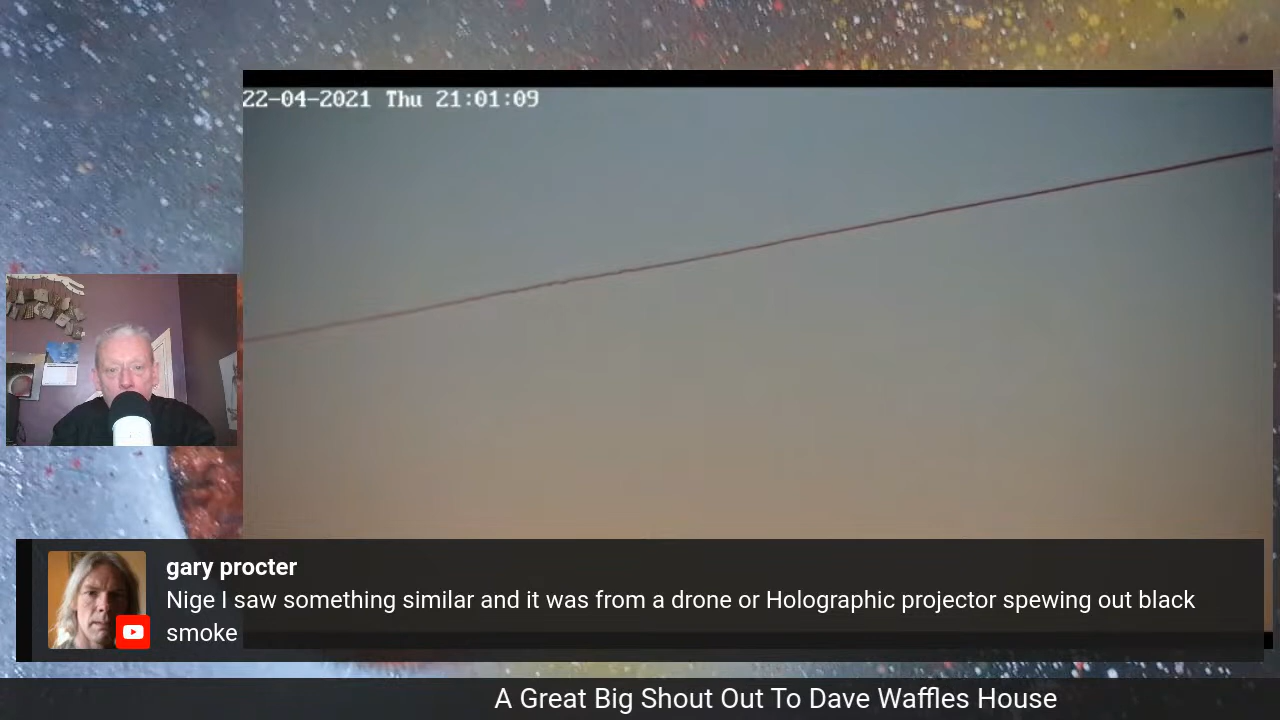 22-04-2021 Thu 21:01:09
gary procter
Nige I saw something similar and it was from a drone or Holographic projector spewing out black
smoke
A Great Big Shout Out To Dave Waffles House